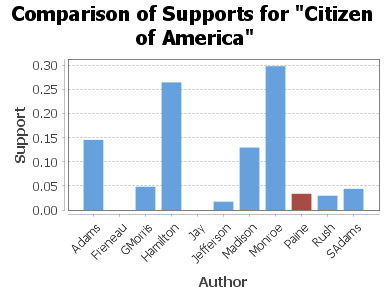 Comparison of Supports for "Citizen
of America"
Support
0.30
0.25
0.20
0.15
0.10
0.05
0.00
Adams
Freneau
GMorris
Hamilton
Jay
Jefferson
Madison
Monroe
Paine
Rush
SAdams
Author